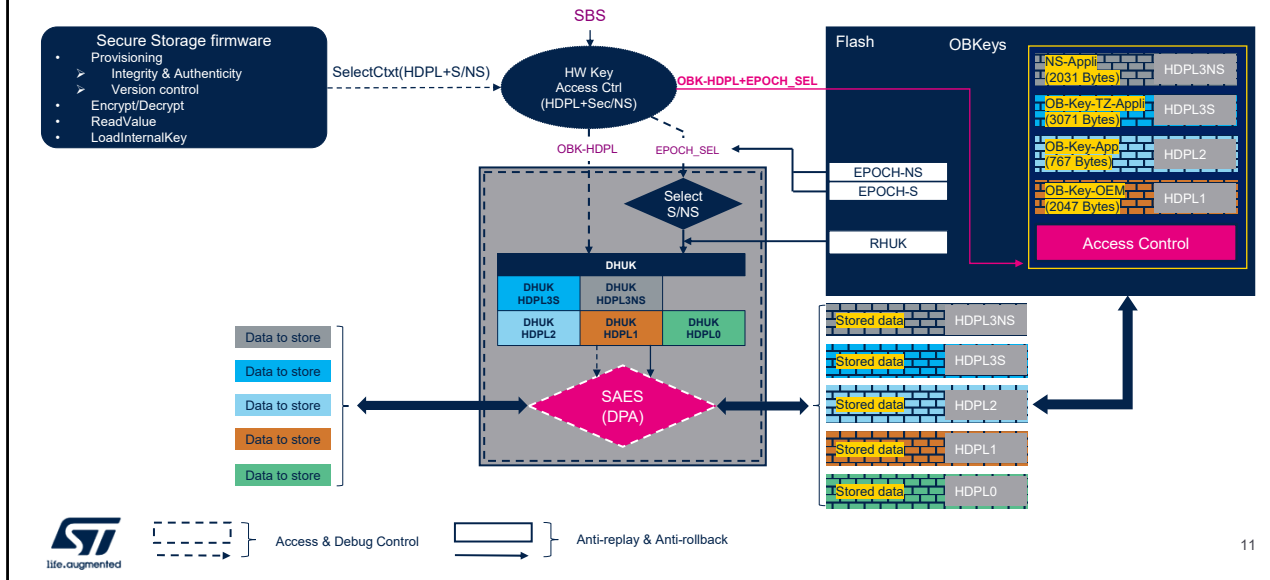 SBS
Secure Storage firmware
• Provisioning
➢ Integrity & Authenticity
➢ Version control
• Encrypt/Decrypt
• ReadValue
• LoadInternalKey
SelectCtxt(HDPL+S/NS)
HW Key
Access Ctrl
(HDPL+Sec/NS)
OBK-HDPL+EPOCH_SEL
OBK-HDPL
EPOCH_SEL
Flash
OBKeys
NS-Appli
(2031 Bytes)
HDPL3NS
OB-Key-TZ-Appli
(3071 Bytes)
HDPL3S
OB-Key-App
(767 Bytes)
HDPL2
OB-Key-OEM
(2047 Bytes)
HDPL1
Access Control
EPOCH-NS
EPOCH-S
RHUK
Select
S/NS
DHUK
DHUK
HDPL3S
DHUK
HDPL3NS
DHUK
HDPL2
DHUK
HDPL1
DHUK
HDPL0
SAES
(DPA)
Data to store
Data to store
Data to store
Data to store
Data to store
Stored data
HDPL3NS
Stored data
HDPL3S
Stored data
HDPL2
Stored data
HDPL1
Stored data
HDPL0
ST
life.augmented
Access & Debug Control
Anti-replay & Anti-rollback
11